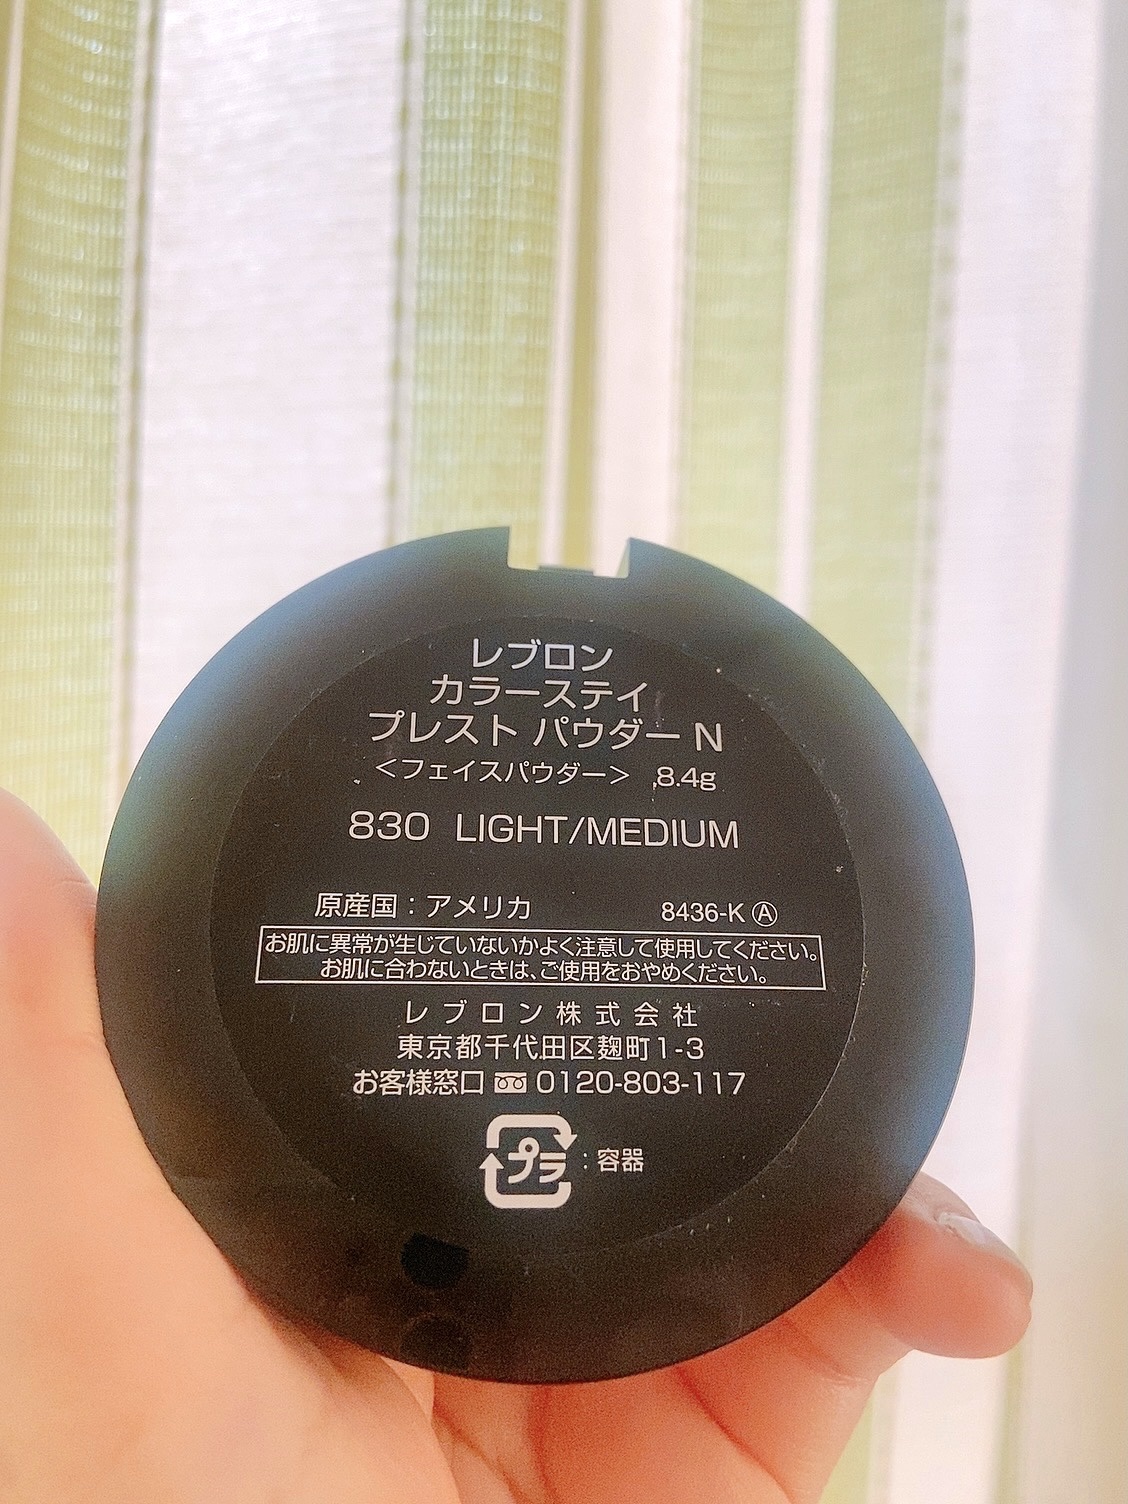 レブロン
カラーステイ
プレスト パウダー N
＜フェイスパウダー＞ 8.4g
830 LIGHT/MEDIUM
原産国：アメリカ 8436-K Ⓐ
お肌に異常が生じていないかよく注意して使用してください。
お肌に合わないときは、ご使用をおやめください。
レブロン株式会社
東京都千代田区麹町1-3
お客様窓口 0120-803-117
プラ : 容器